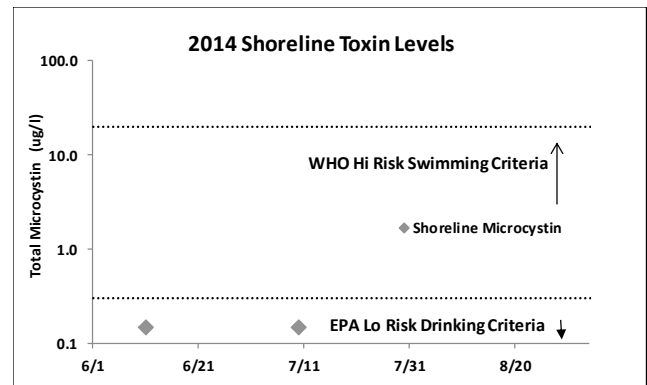 2014 Shoreline Toxin Levels
Total Microcystin (ug/l)
100.0
10.0
1.0
0.1
WHO Hi Risk Swimming Criteria
Shoreline Microcystin
EPA Lo Risk Drinking Criteria
6/1 6/21 7/11 7/31 8/20